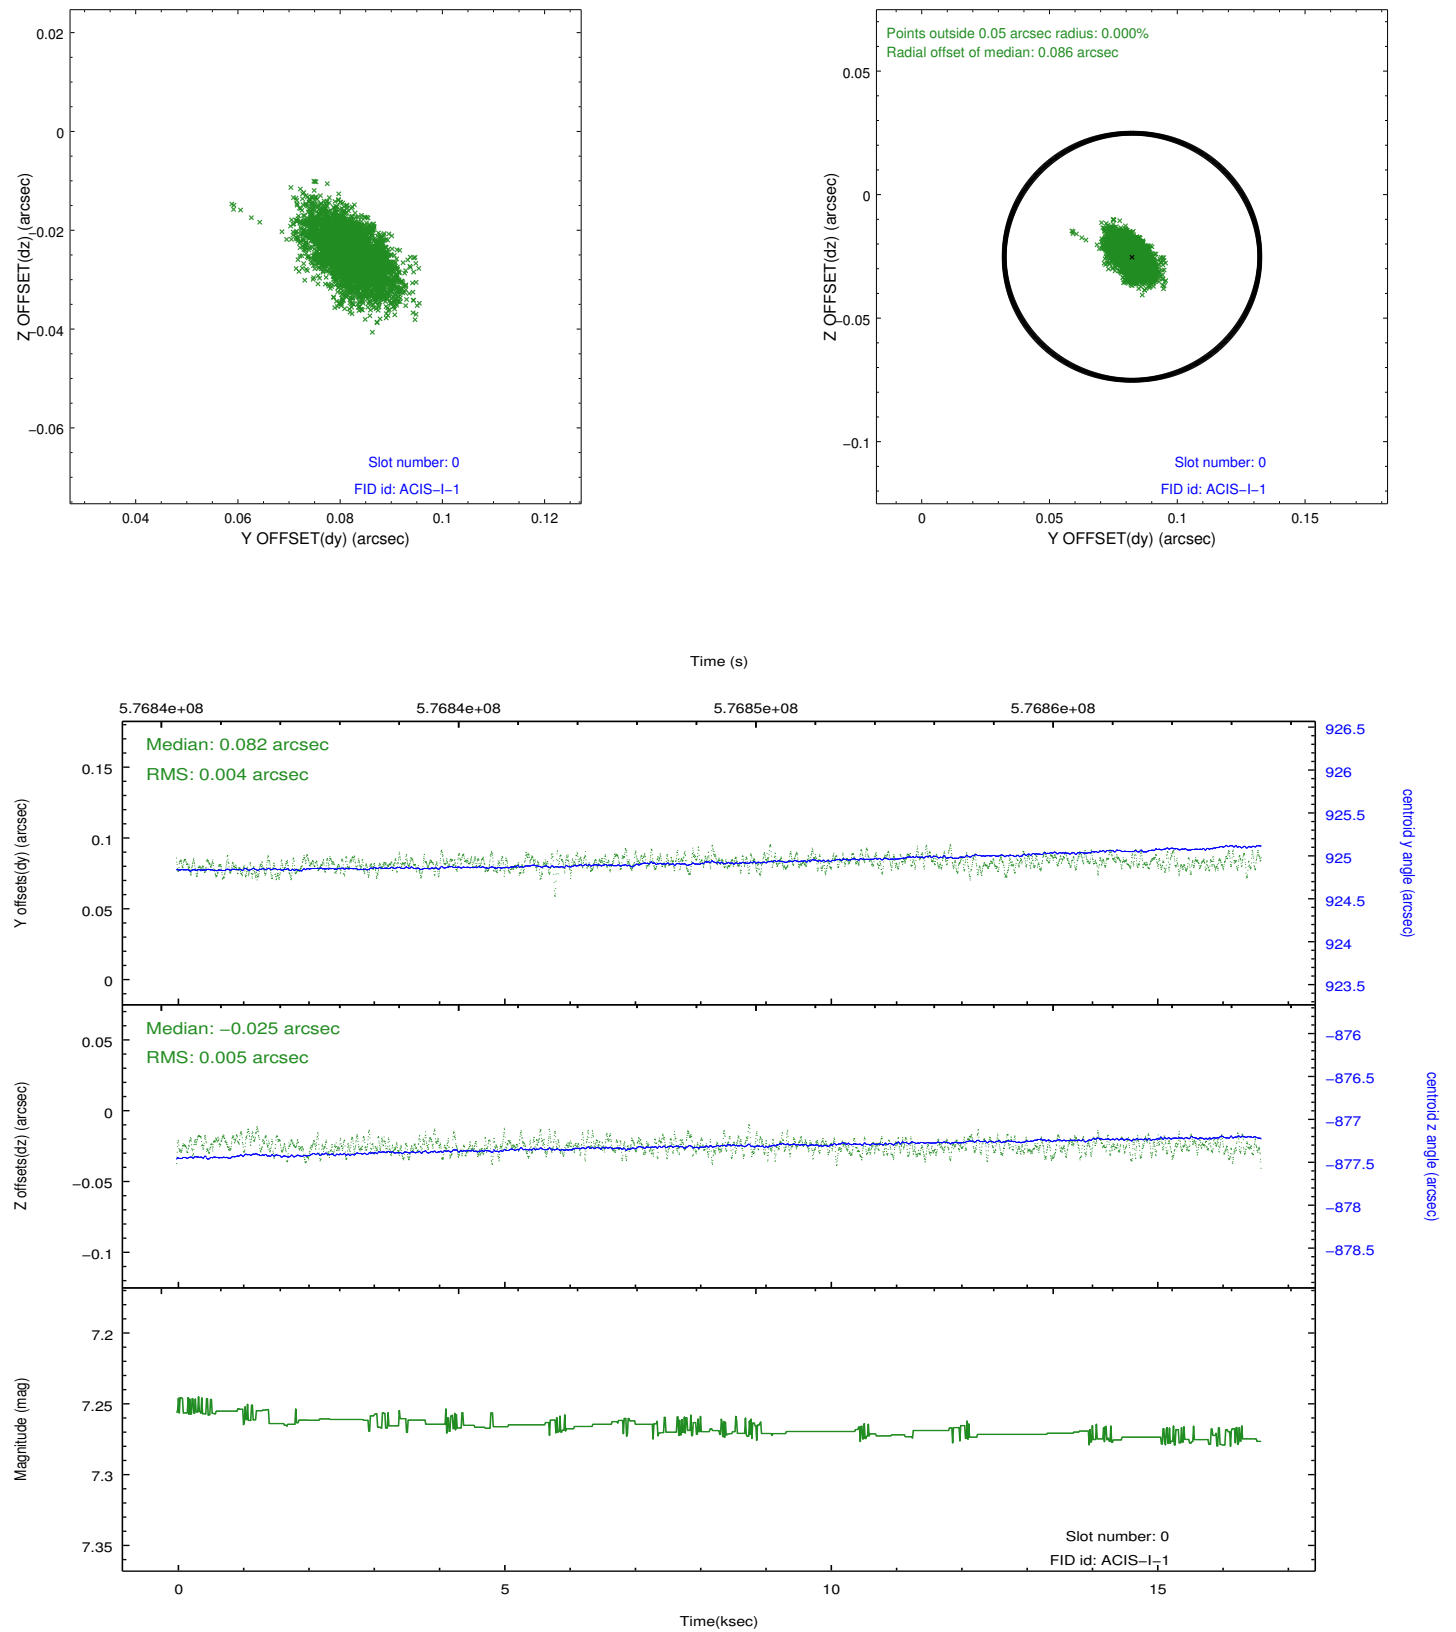 0.02
0
−0.02
−0.04
−0.06
Z OFFSET(dz) (arcsec)
Slot number: 0
FID id: ACIS−I−1
0.04 0.06 0.08 0.1 0.12
Y OFFSET(dy) (arcsec)
Points outside 0.05 arcsec radius: 0.000%
Radial offset of median: 0.086 arcsec
0.05
0
−0.05
−0.1
Z OFFSET(dz) (arcsec)
Slot number: 0
FID id: ACIS−I−1
0 0.05 0.1 0.15
Y OFFSET(dy) (arcsec)
Time (s)
5.7684e+08 5.7684e+08 5.7685e+08 5.7686e+08
Median: 0.082 arcsec
RMS: 0.004 arcsec
0.15
0.1
0.05
0
Y offsets(dy) (arcsec)
926.5
926
925.5
925
924.5
924
923.5
centroid y angle (arcsec)
Median: −0.025 arcsec
RMS: 0.005 arcsec
0.05
0
−0.05
−0.1
Z offsets(dz) (arcsec)
−876
−876.5
−877
−877.5
−878
−878.5
centroid z angle (arcsec)
7.2
7.25
7.3
7.35
Magnitude (mag)
Slot number: 0
FID id: ACIS−I−1
0 5 10 15
Time(ksec)